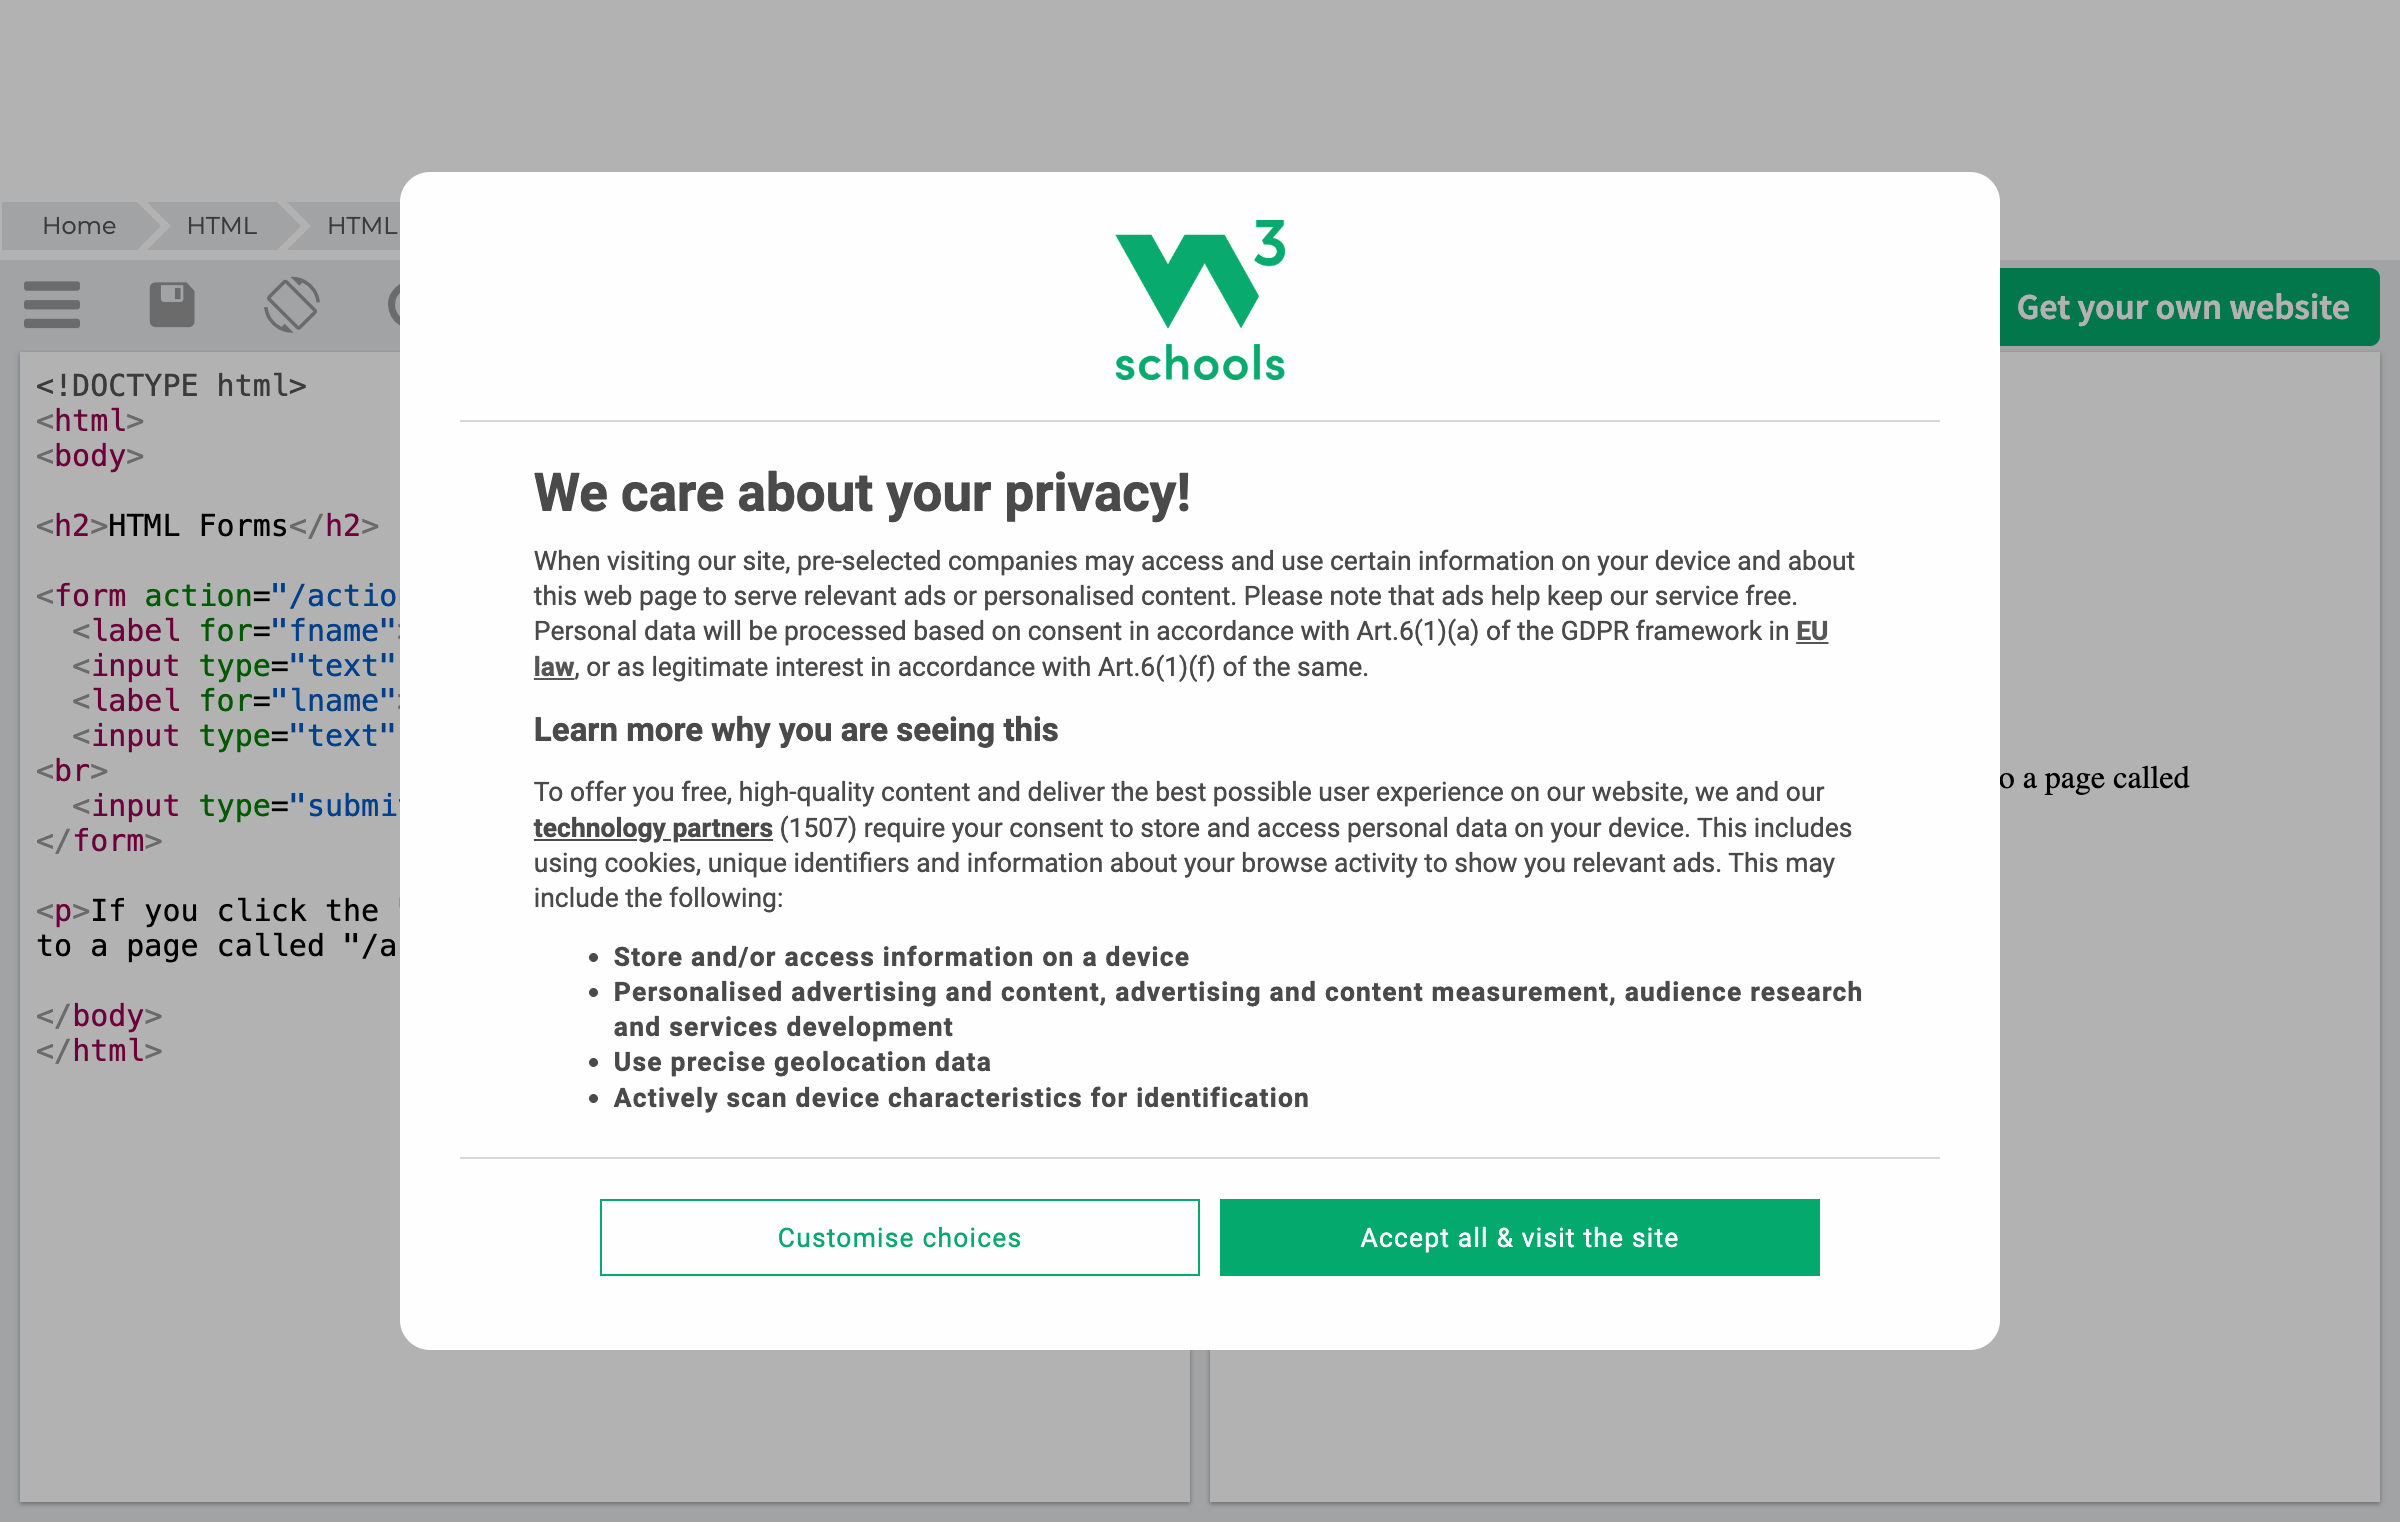 Home
HTML
HTML
Get your own website
<!DOCTYPE html>
<html>
<body>
<h2>HTML Forms</h2>
<form action="/actio
<label for="fname"
<input type="text"
<label for="lname"
<input type="text"
<br>
<input type="submi
</form>
<p>If you click the "
to a page called "/a
</body>
</html>
3
schools
We care about your privacy!
When visiting our site, pre-selected companies may access and use certain information on your device and about
this web page to serve relevant ads or personalised content. Please note that ads help keep our service free.
Personal data will be processed based on consent in accordance with Art.6(1)(a) of the GDPR framework in EU
law, or as legitimate interest in accordance with Art.6(1)(f) of the same.
Learn more why you are seeing this
To offer you free, high-quality content and deliver the best possible user experience on our website, we and our
technology partners (1507) require your consent to store and access personal data on your device. This includes
using cookies, unique identifiers and information about your browse activity to show you relevant ads. This may
include the following:
• Store and/or access information on a device
• Personalised advertising and content, advertising and content measurement, audience research
and services development
• Use precise geolocation data
• Actively scan device characteristics for identification
Customise choices
Accept all & visit the site
o a page called